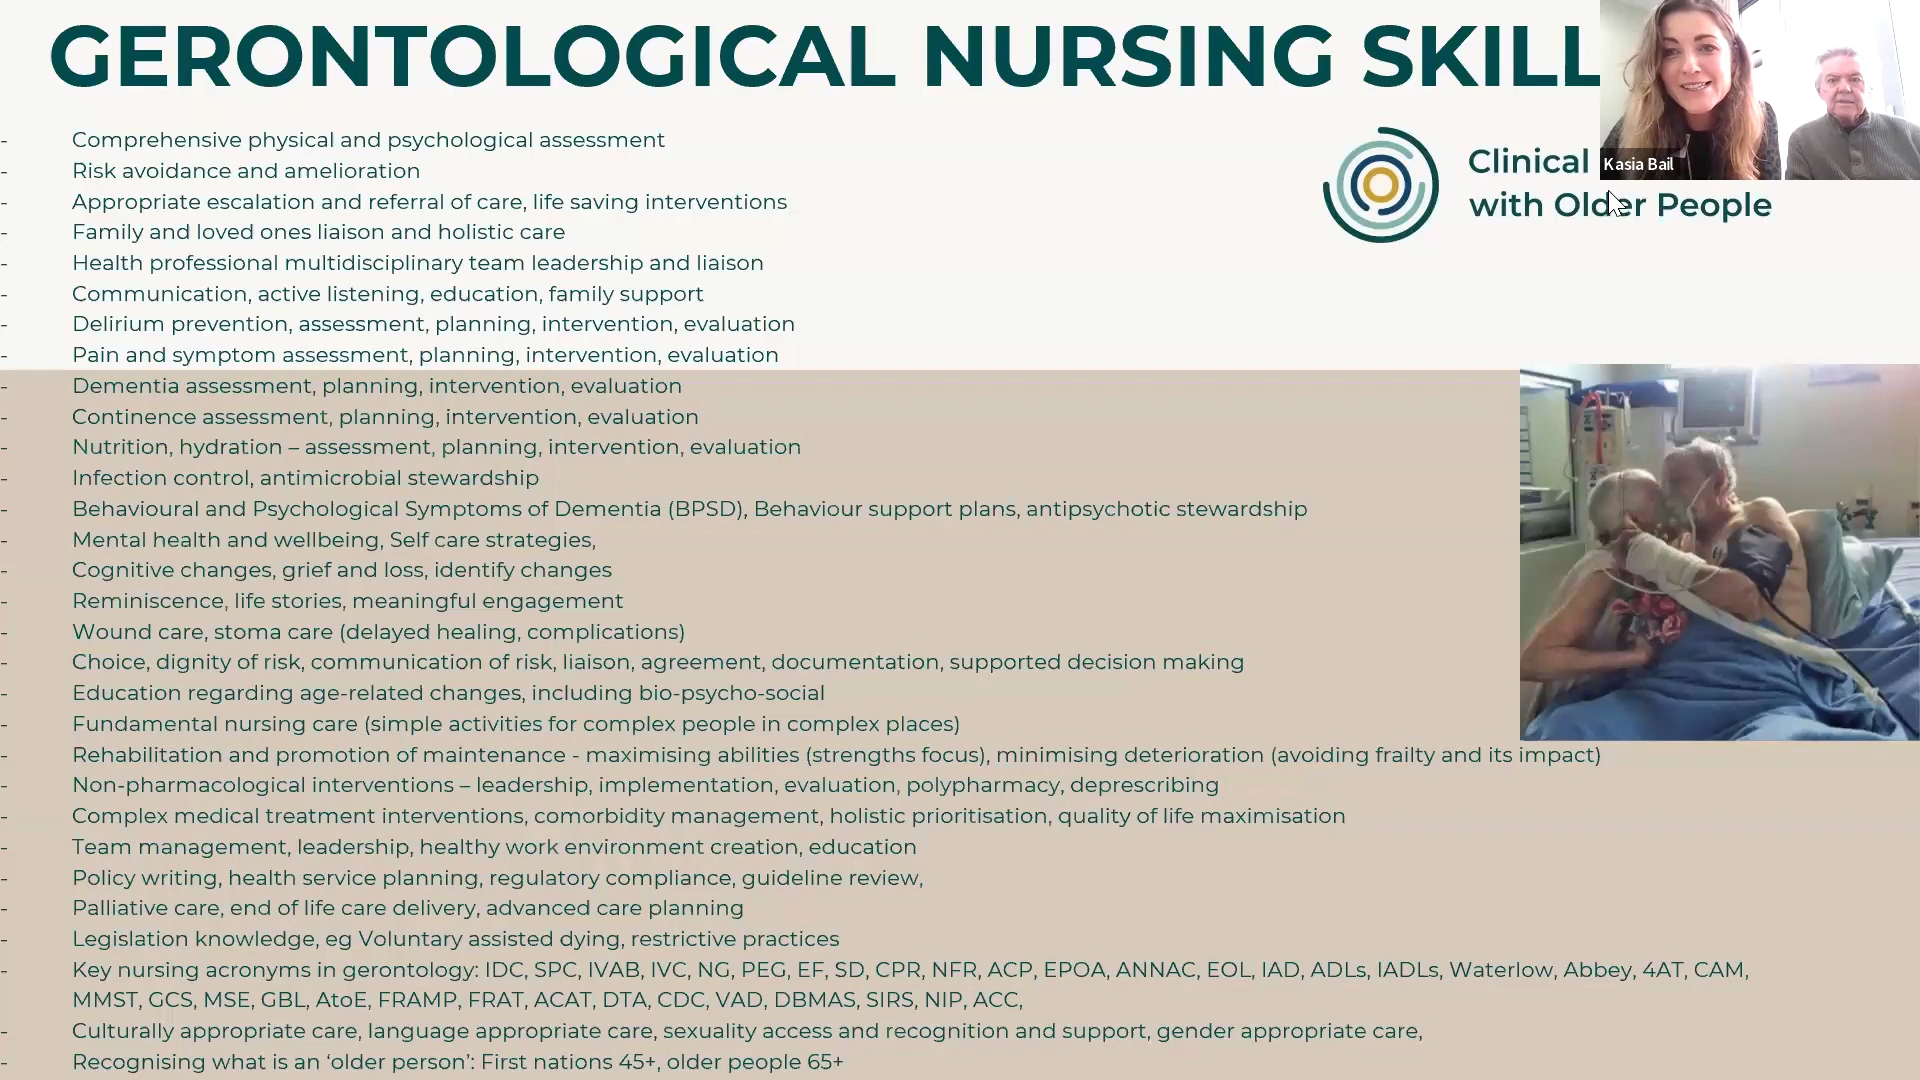 GERONTOLOGICAL NURSING SKILL
- Comprehensive physical and psychological assessment
- Risk avoidance and amelioration
- Appropriate escalation and referral of care, life saving interventions
- Family and loved ones liaison and holistic care
- Health professional multidisciplinary team leadership and liaison
- Communication, active listening, education, family support
- Delirium prevention, assessment, planning, intervention, evaluation
- Pain and symptom assessment, planning, intervention, evaluation
- Dementia assessment, planning, intervention, evaluation
- Continence assessment, planning, intervention, evaluation
- Nutrition, hydration – assessment, planning, intervention, evaluation
- Infection control, antimicrobial stewardship
- Behavioural and Psychological Symptoms of Dementia (BPSD), Behaviour support plans, antipsychotic stewardship
- Mental health and wellbeing, Self care strategies,
- Cognitive changes, grief and loss, identify changes
- Reminiscence, life stories, meaningful engagement
- Wound care, stoma care (delayed healing, complications)
- Choice, dignity of risk, communication of risk, liaison, agreement, documentation, supported decision making
- Education regarding age-related changes, including bio-psycho-social
- Fundamental nursing care (simple activities for complex people in complex places)
- Rehabilitation and promotion of maintenance - maximising abilities (strengths focus), minimising deterioration (avoiding frailty and its impact)
- Non-pharmacological interventions – leadership, implementation, evaluation, polypharmacy, deprescribing
- Complex medical treatment interventions, comorbidity management, holistic prioritisation, quality of life maximisation
- Team management, leadership, healthy work environment creation, education
- Policy writing, health service planning, regulatory compliance, guideline review,
- Palliative care, end of life care delivery, advanced care planning
- Legislation knowledge, eg Voluntary assisted dying, restrictive practices
- Key nursing acronyms in gerontology: IDC, SPC, IVAB, IVC, NG, PEG, EF, SD, CPR, NFR, ACP, EPOA, ANNAC, EOL, IAD, ADLs, IADLs, Waterlow, Abbey, 4AT, CAM,
MMST, GCS, MSE, GBL, AtoE, FRAMP, FRAT, ACAT, DTA, CDC, VAD, DBMAS, SIRS, NIP, ACC,
- Culturally appropriate care, language appropriate care, sexuality access and recognition and support, gender appropriate care,
- Recognising what is an ‘older person’: First nations 45+, older people 65+
Clinical
with Older People
Kasia Bail